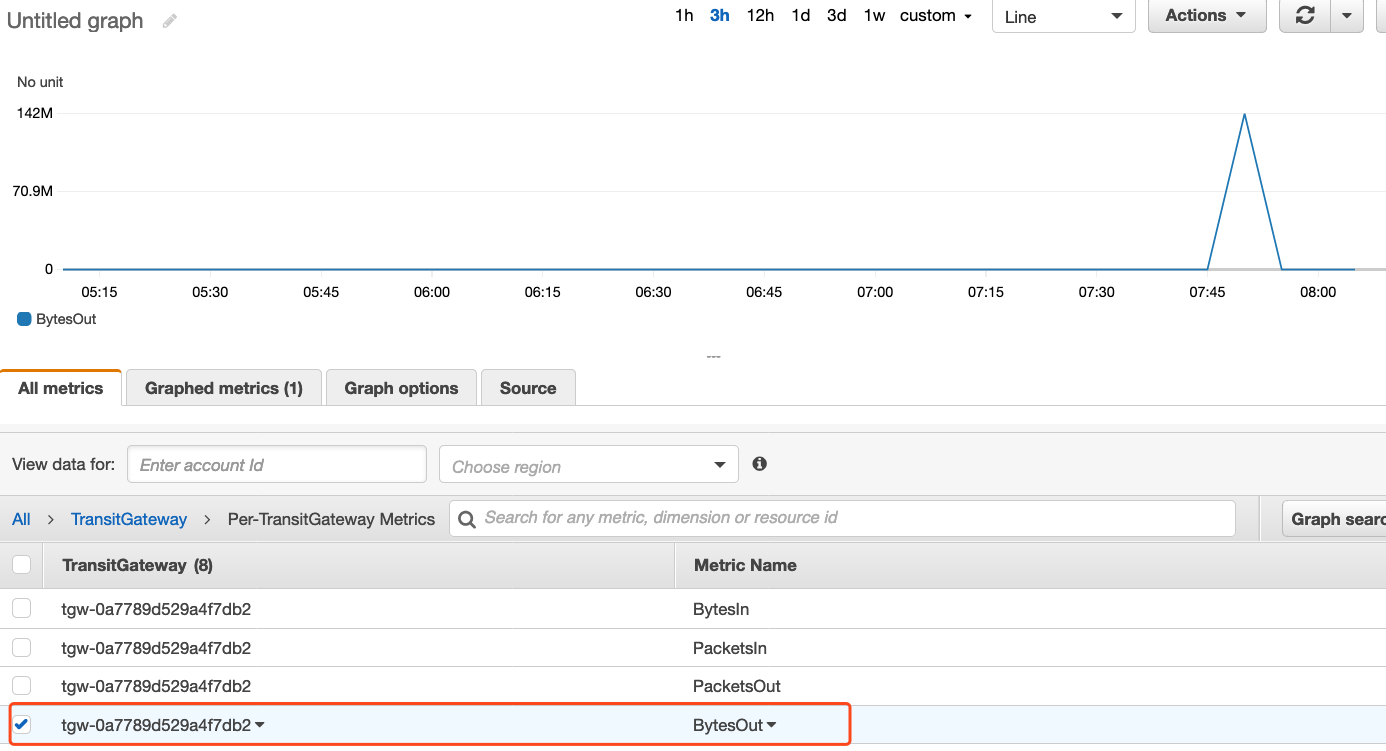 Untitled graph
1h 3h 12h 1d 3d 1w custom Line Actions
No unit
142M
70.9M
0
05:15 05:30 05:45 06:00 06:15 06:30 06:45 07:00 07:15 07:30 07:45 08:00
BytesOut
All metrics Graphed metrics (1) Graph options Source
View data for: Enter account Id Choose region
All > TransitGateway > Per-TransitGateway Metrics Search for any metric, dimension or resource id Graph searc
TransitGateway (8) Metric Name
tgw-0a7789d529a4f7db2 BytesIn
tgw-0a7789d529a4f7db2 PacketsIn
tgw-0a7789d529a4f7db2 PacketsOut
tgw-0a7789d529a4f7db2 BytesOut